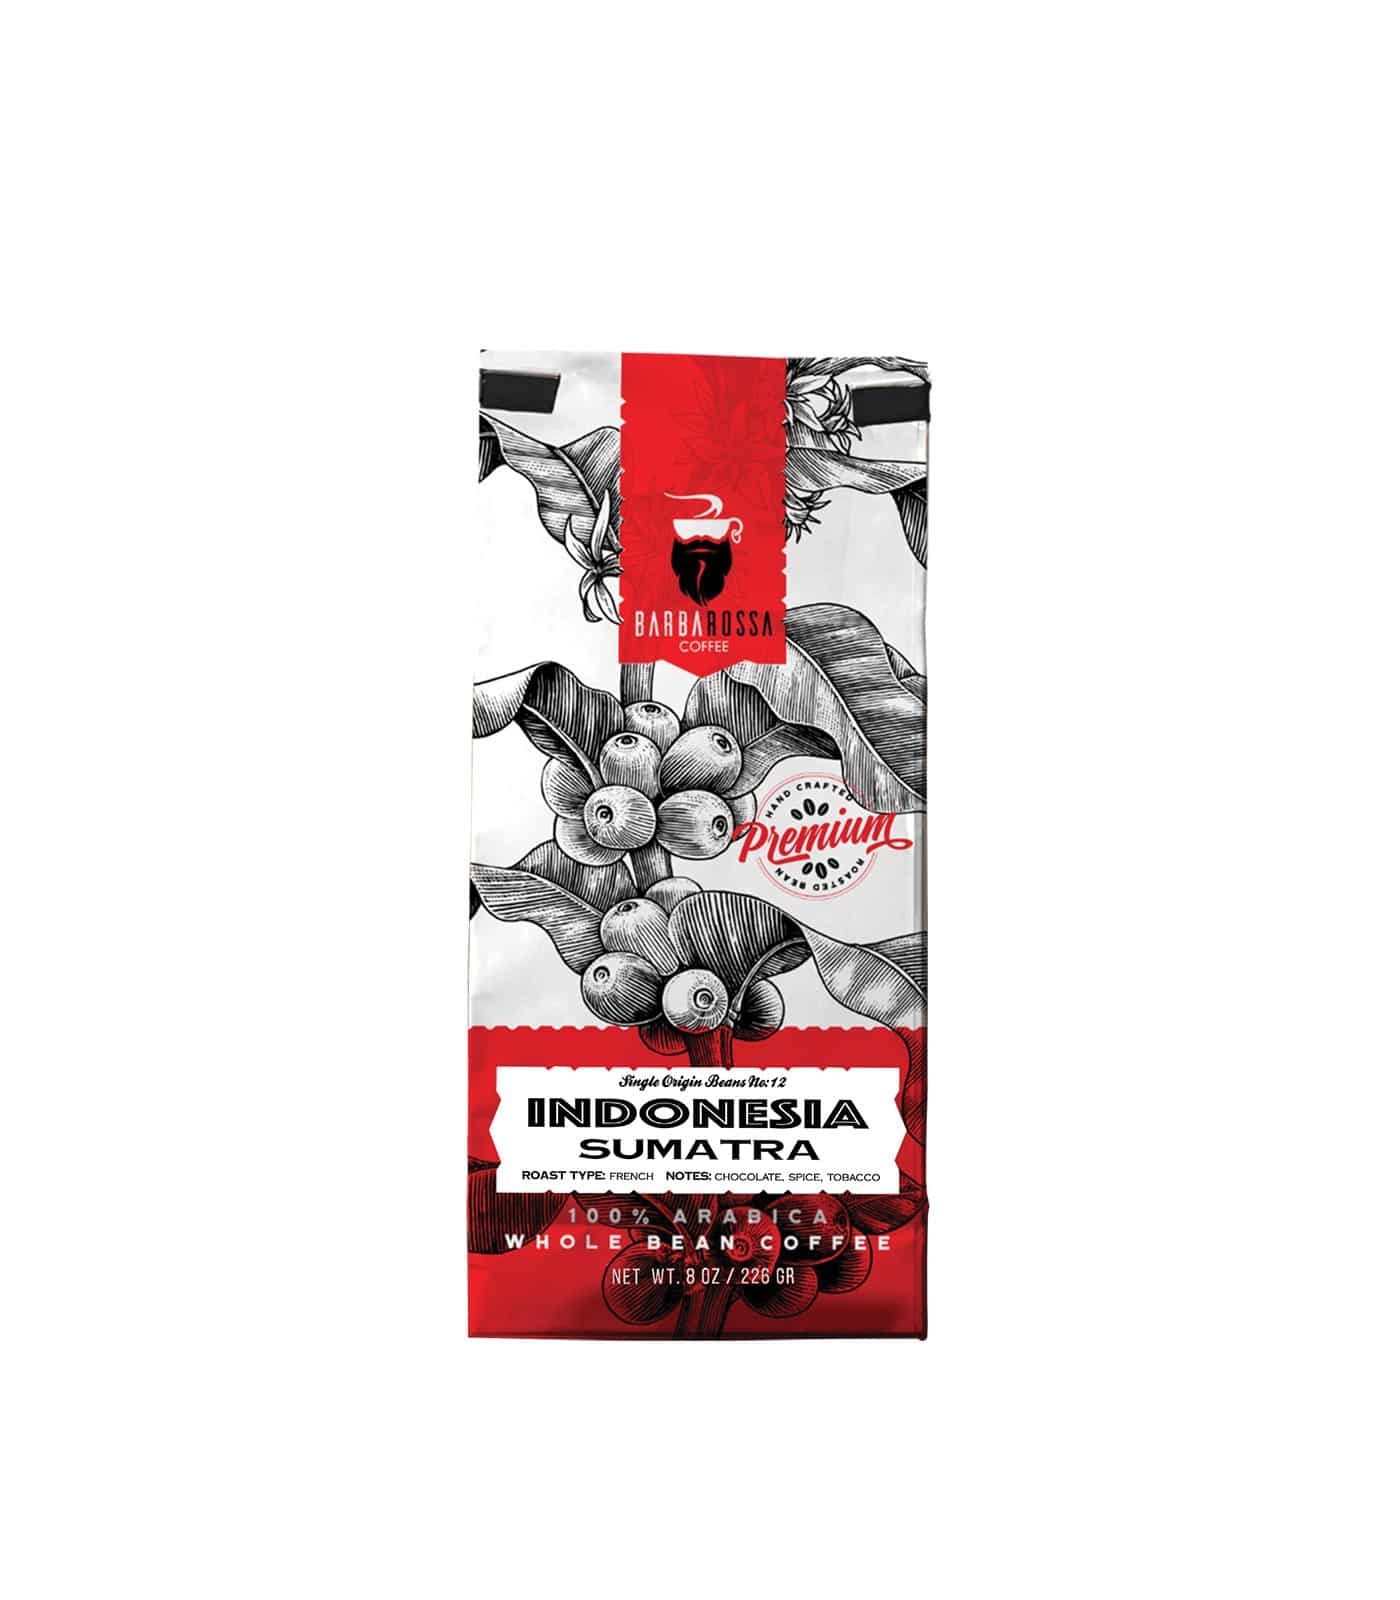 BARBAROSSA
COFFEE
HAND CRAFTED
Premium
ROASTED BEAN
Single Origin Beans No:12
INDONESIA
SUMATRA
ROAST TYPE: FRENCH NOTES: CHOCOLATE, SPICE, TOBACCO
100% ARABICA
WHOLE BEAN COFFEE
NET WT. 8 OZ / 226 GR